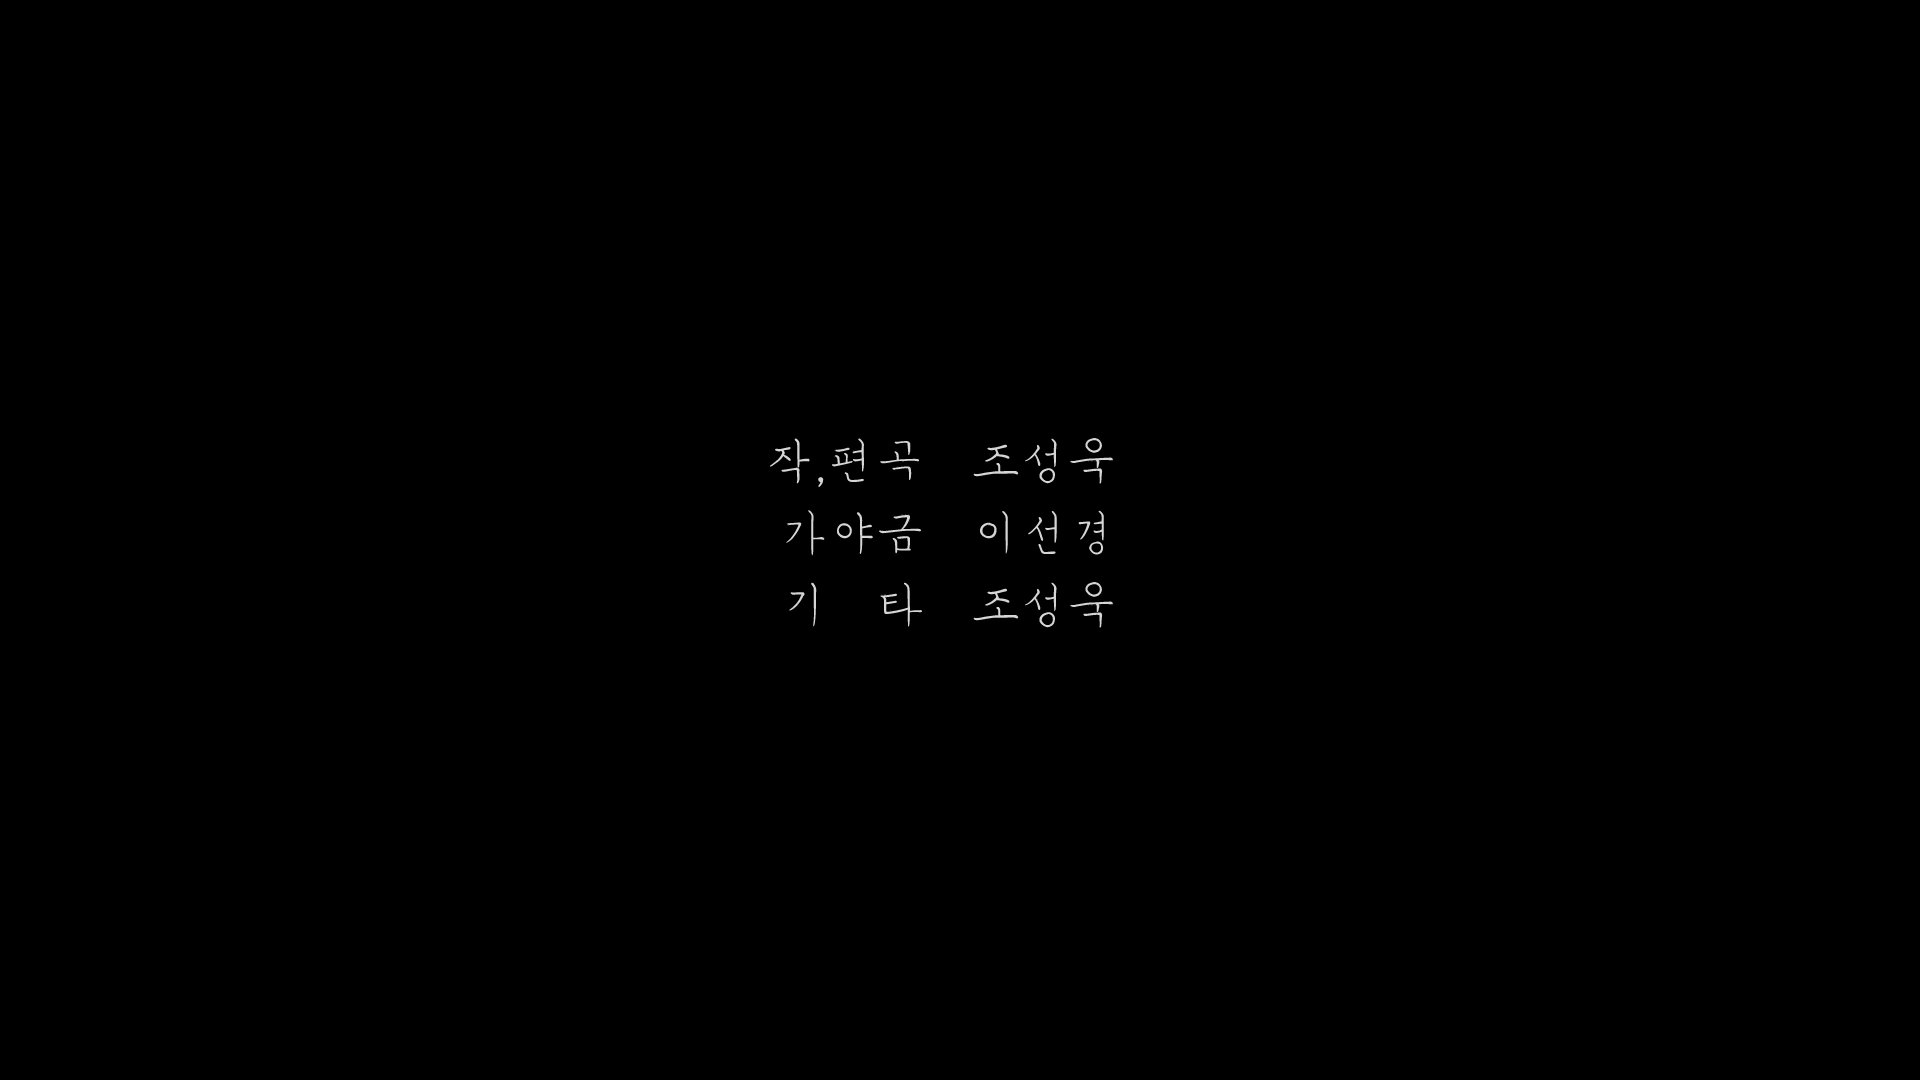 작,편곡 조성욱
가야금 이선경
기 타 조성욱